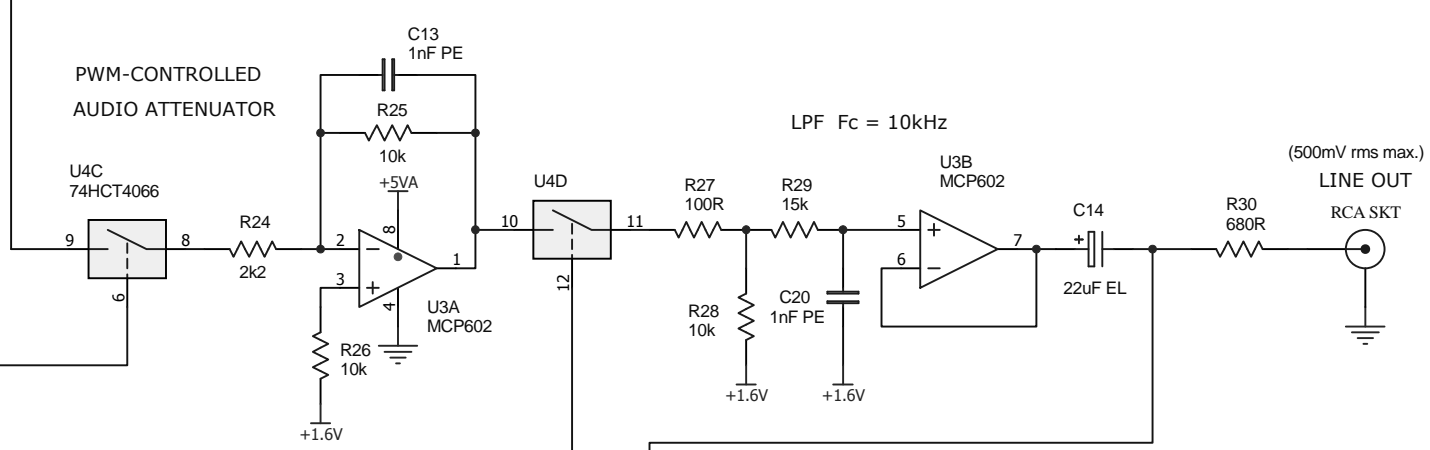 PWM-CONTROLLED
AUDIO ATTENUATOR
C13
1nF PE
R25
10k
+5VA
U4C
74HCT4066
9
8
6
R24
2k2
2
3
8
4
1
U3A
MCP602
R26
10k
+1.6V
U4D
10
11
12
LPF Fc = 10kHz
R27
100R
R29
15k
R28
10k
+1.6V
C20
1nF PE
+1.6V
U3B
MCP602
5
6
7
C14
+
22uF EL
(500mV rms max.)
LINE OUT
RCA SKT
R30
680R